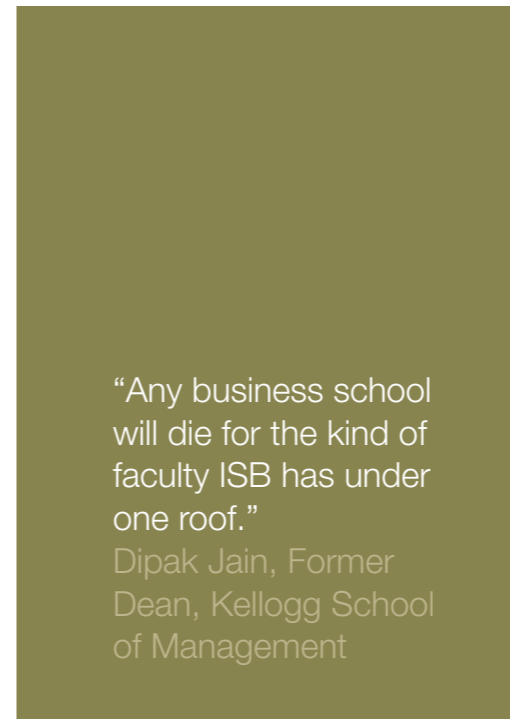 “Any business school
will die for the kind of
faculty ISB has under
one roof.”
Dipak Jain, Former
Dean, Kellogg School
of Management